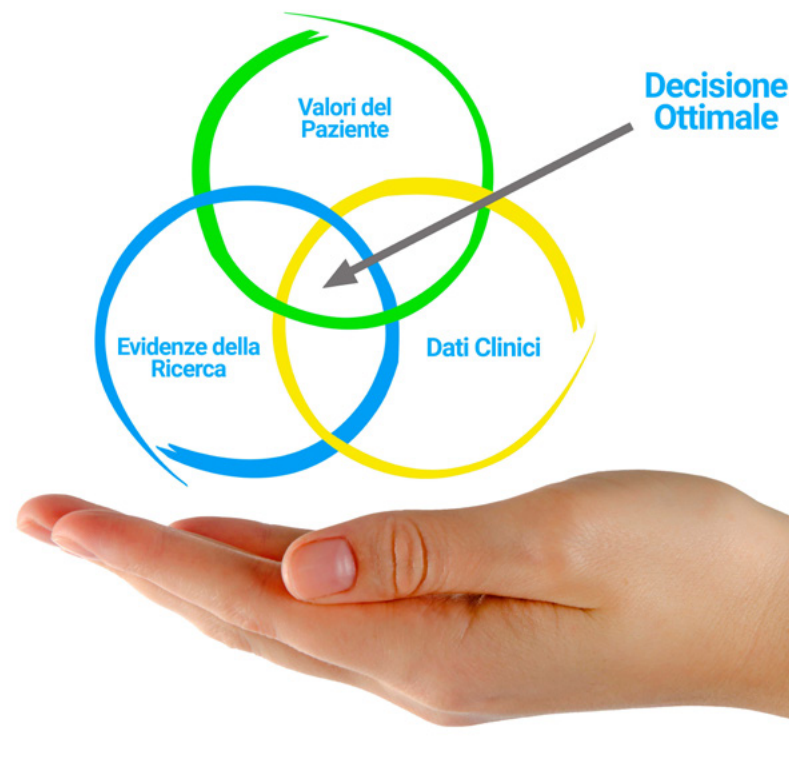 Valori del
Paziente
Decisione
Ottimale
Evidenze della
Ricerca
Dati Clinici